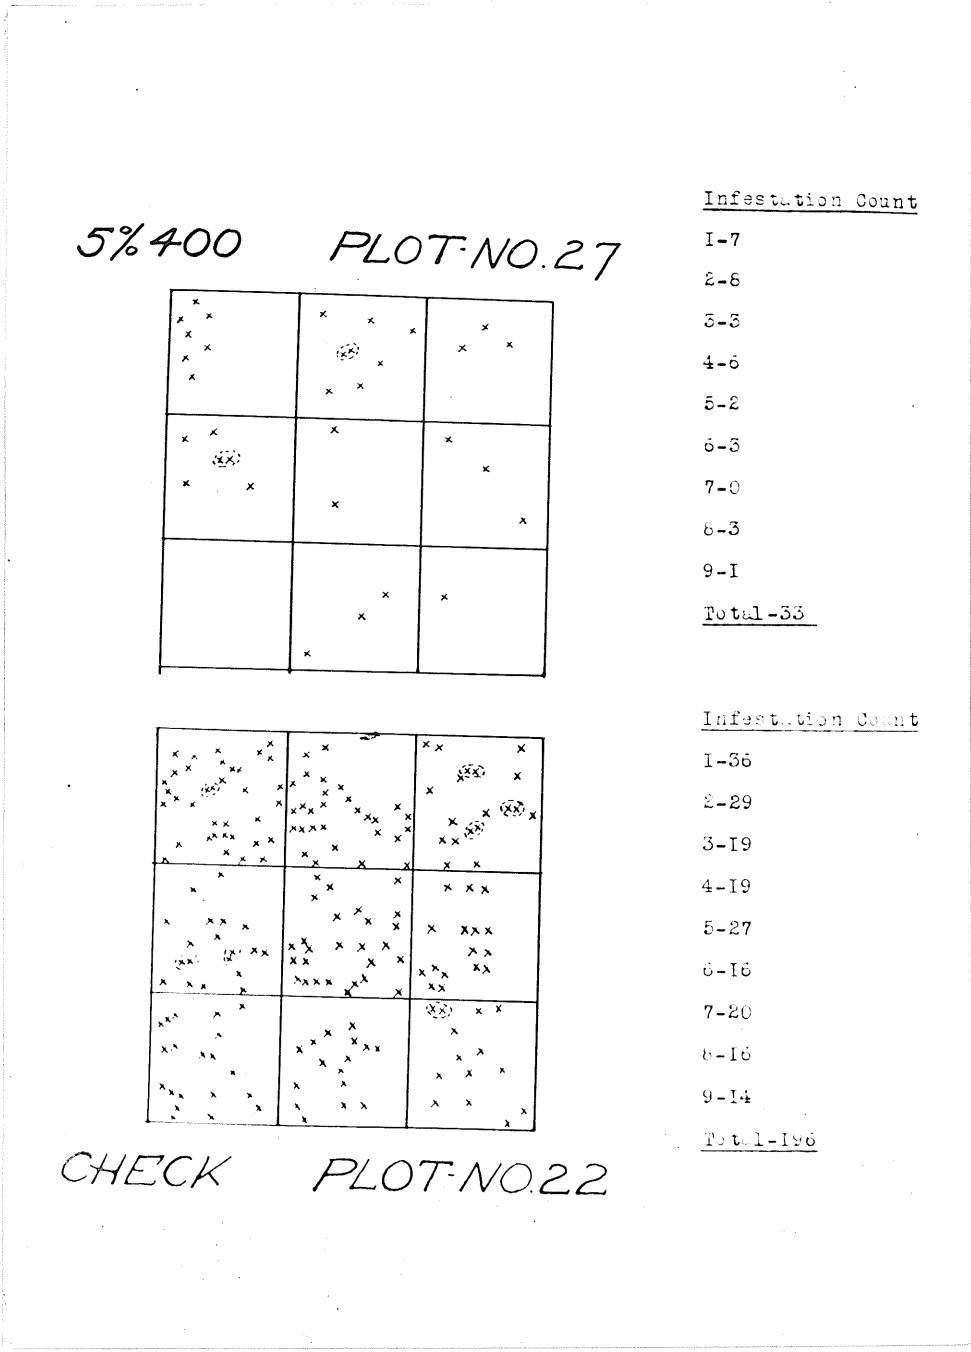 5% 400 PLOT-NO. 27
Infestation Count
I-7
2-8
3-3
4-6
5-2
6-3
7-0
8-3
9-I
Total-33
Infestation Count
I-36
2-29
3-I9
4-I9
5-27
6-I6
7-20
8-I6
9-I4
Total-I96
CHECK PLOT-NO. 22